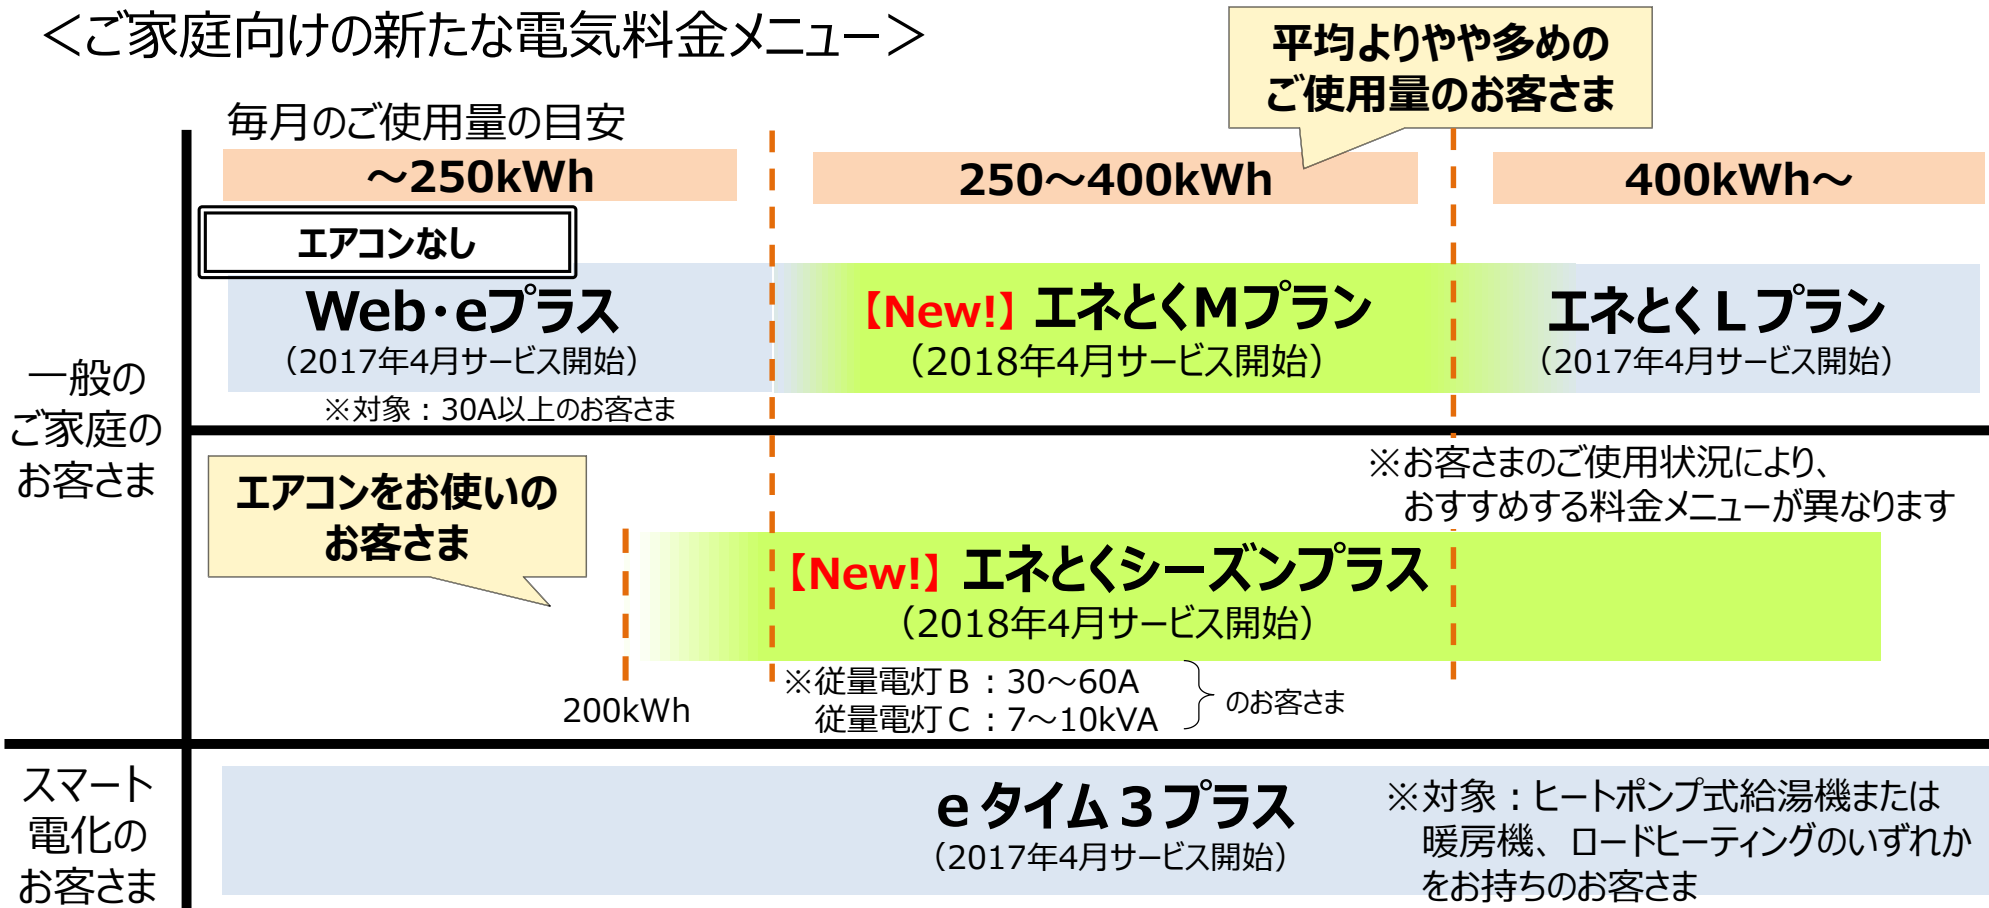 ＜ご家庭向けの新たな電気料金メニュー＞
平均よりやや多めの
ご使用量のお客さま
毎月のご使用量の目安
～250kWh
250～400kWh
400kWh～
エアコンなし
Web・eプラス
（2017年4月サービス開始）
※対象：30A以上のお客さま
【New!】エネとくMプラン
（2018年4月サービス開始）
エネとくＬプラン
（2017年4月サービス開始）
一般の
ご家庭の
お客さま
※お客さまのご使用状況により、
おすすめする料金メニューが異なります
エアコンをお使いの
お客さま
【New!】エネとくシーズンプラス
（2018年4月サービス開始）
200kWh
※従量電灯Ｂ：30～60A
従量電灯Ｃ：7～10kVA
のお客さま
スマート
電化の
お客さま
ｅタイム３プラス
（2017年4月サービス開始）
※対象：ヒートポンプ式給湯機または
暖房機、ロードヒーティングのいずれか
をお持ちのお客さま